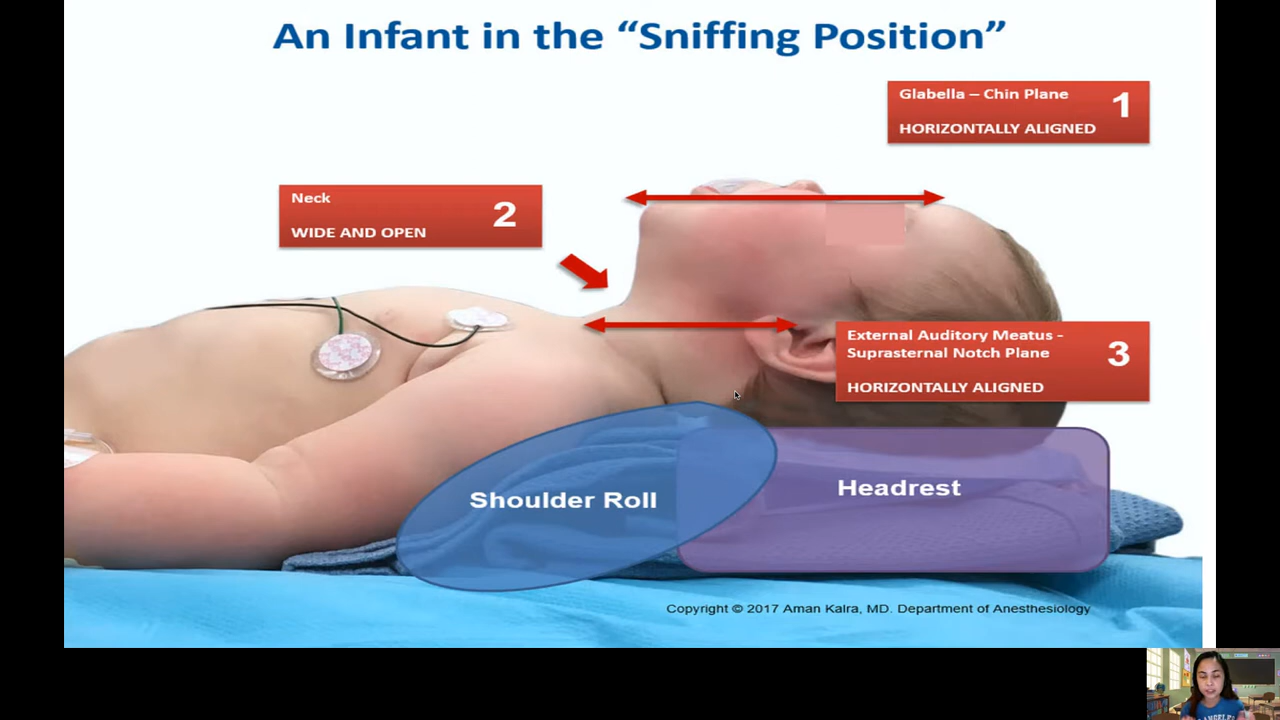 An Infant in the “Sniffing Position”
Glabella – Chin Plane
1
HORIZONTALLY ALIGNED
Neck
2
WIDE AND OPEN
External Auditory Meatus -
Suprasternal Notch Plane
3
HORIZONTALLY ALIGNED
Shoulder Roll
Headrest
Copyright © 2017 Aman Kalra, MD. Department of Anesthesiology